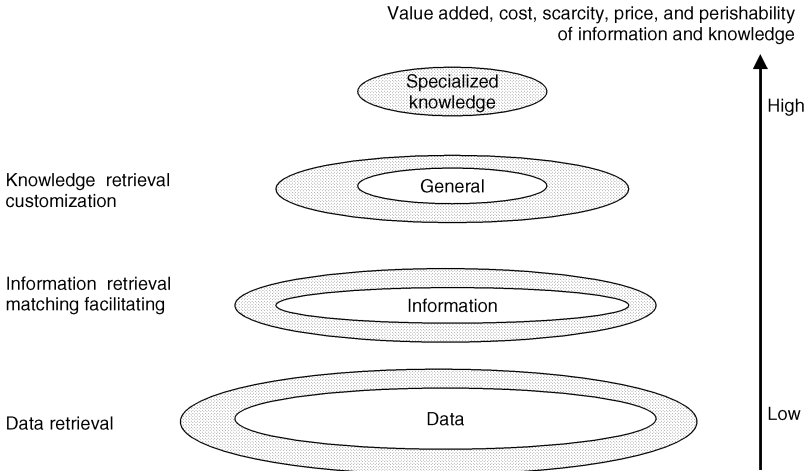 Value added, cost, scarcity, price, and perishability
of information and knowledge
Specialized
knowledge
High
Knowledge retrieval
customization
General
Information retrieval
matching facilitating
Information
Data retrieval
Data
Low